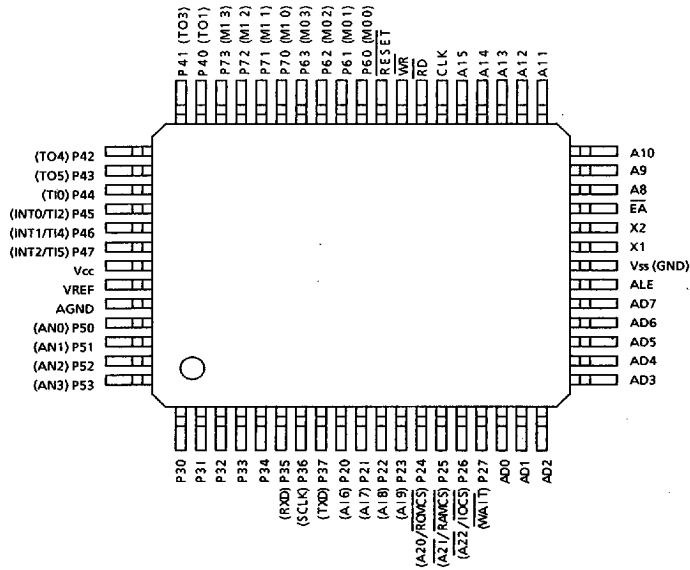 P41 (TO3)
P40 (TO1)
P73 (M13)
P72 (M12)
P71 (M11)
P70 (M10)
P63 (M03)
P62 (M02)
P61 (M01)
P60 (M00)
RESET
WR
RD
CLK
A15
A14
A13
A12
A11
(TO4) P42
(TO5) P43
(TI0) P44
(INT0/TI2) P45
(INT1/TI4) P46
(INT2/TI5) P47
Vcc
VREF
AGND
(AN0) P50
(AN1) P51
(AN2) P52
(AN3) P53
A10
A9
A8
EA
X2
X1
Vss (GND)
ALE
AD7
AD6
AD5
AD4
AD3
P30
P31
P32
P33
P34
(RXD) P35
(SCLK) P36
(TXD) P37
(A16) P20
(A17) P21
(A18) P22
(A19) P23
(A20/ROMCS) P24
(A21/RAMCS) P25
(A22/IOCS) P26
(WAIT) P27
AD0
AD1
AD2